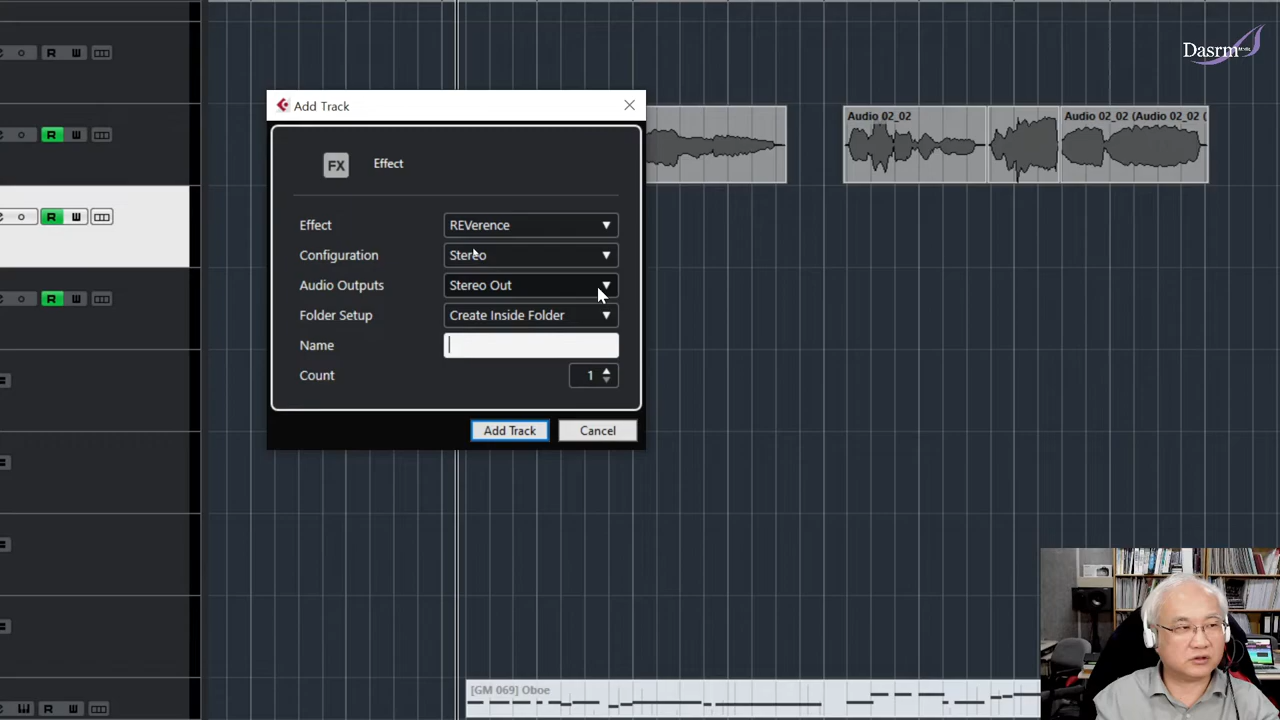 Dasrm Media
R W
Add Track
Audio 02_02
Audio 02_02 (Audio 02_02 (
R W
FX Effect
Effect REVerence
R W
Configuration Stereo
Audio Outputs Stereo Out
R W
Folder Setup Create Inside Folder
Name
Count 1
Add Track Cancel
[GM 069] Oboe
R W